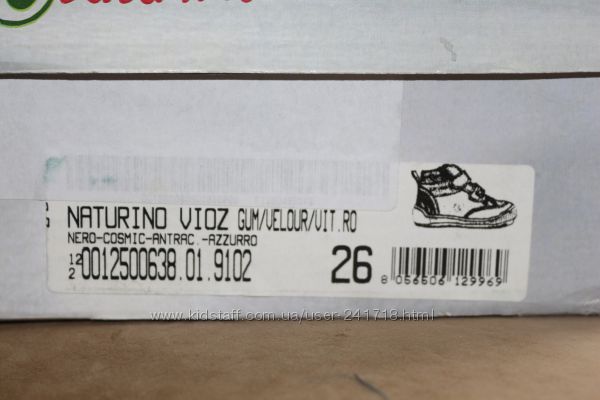 NATURINO VIOZ GUM/VELOUR/VIT.RO
NERO-COSMIC-ANTRAC.-AZZURRO
12
2 0012500638.01.9102
26
8 056606 129969
www.kidstaff.com.ua/user-241718.html